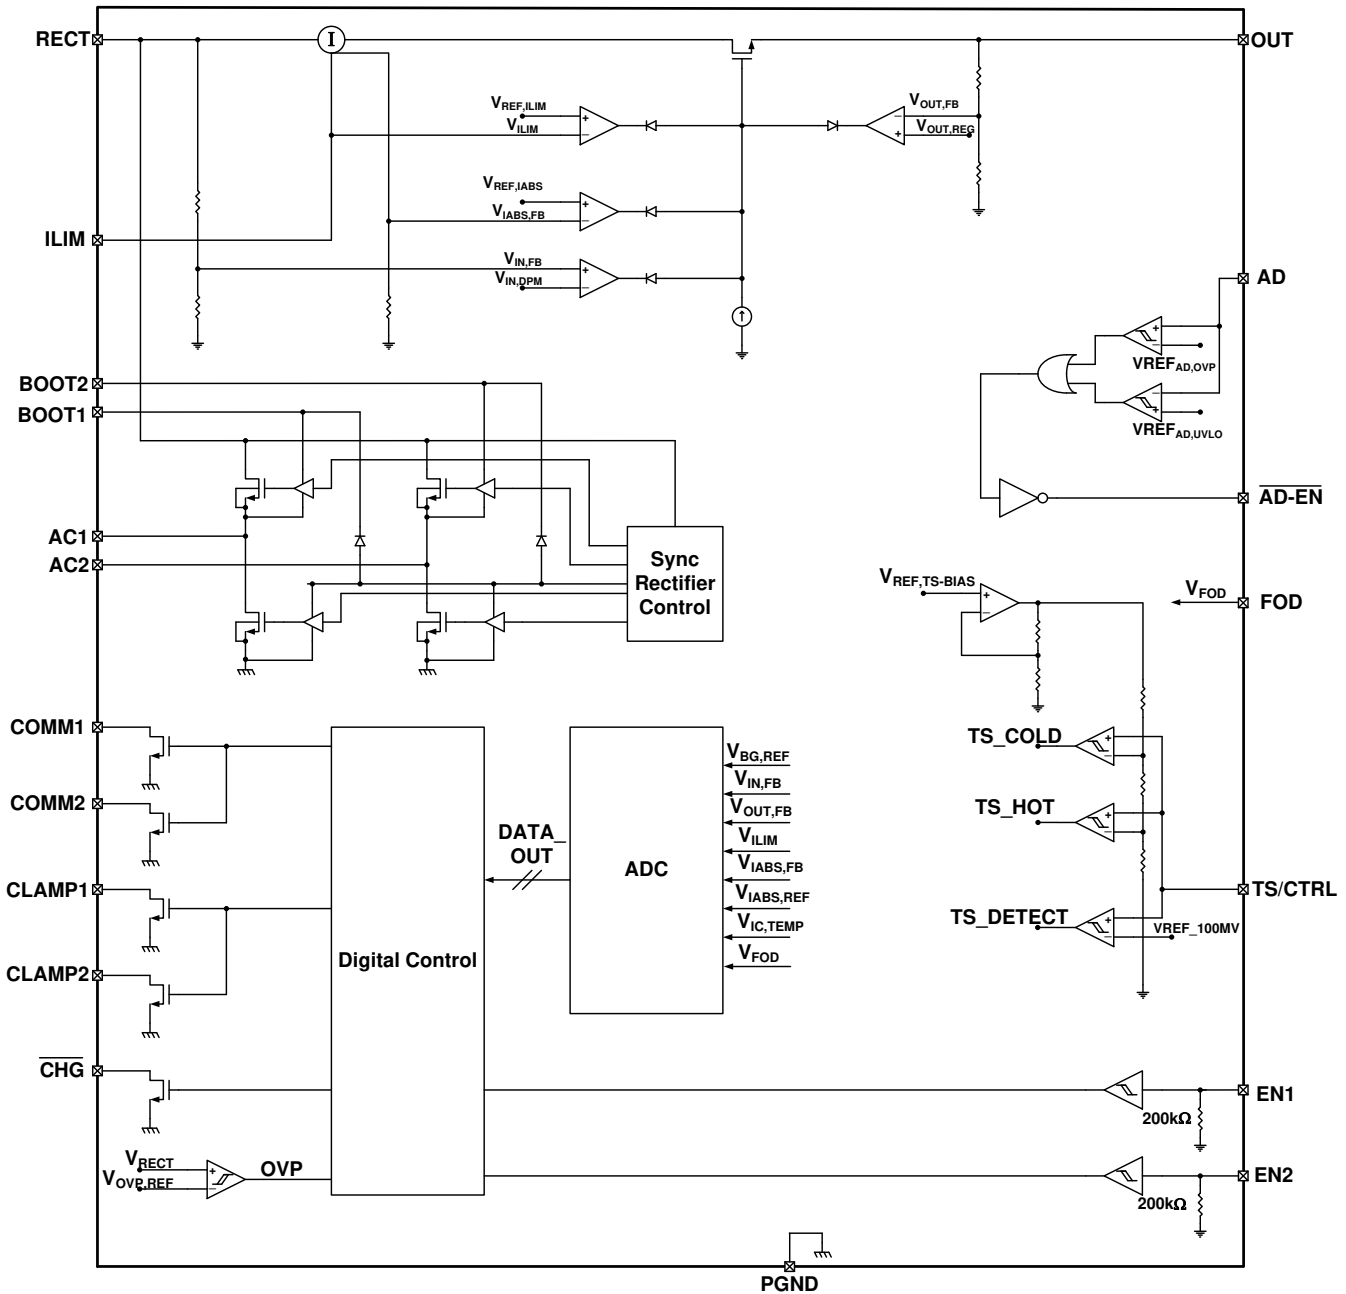 RECT
I
OUT
VREF,ILIM
VILIM
VOUT,FB
VOUT,REG
VREF,IABS
VIABS,FB
ILIM
VIN,FB
VIN,DPM
AD
VREFAD,OVP
VREFAD,UVLO
BOOT2
BOOT1
AD-EN
AC1
AC2
Sync
Rectifier
Control
VREF,TS-BIAS
VFOD
FOD
COMM1
COMM2
CLAMP1
CLAMP2
CHG
Digital Control
DATA_
OUT
ADC
VBG,REF
VIN,FB
VOUT,FB
VILIM
VIABS,FB
VIABS,REF
VIC,TEMP
VFOD
TS_COLD
TS_HOT
TS_DETECT
VREF_100MV
TS/CTRL
EN1
200kΩ
EN2
200kΩ
VRECT
VOVP,REF
OVP
PGND